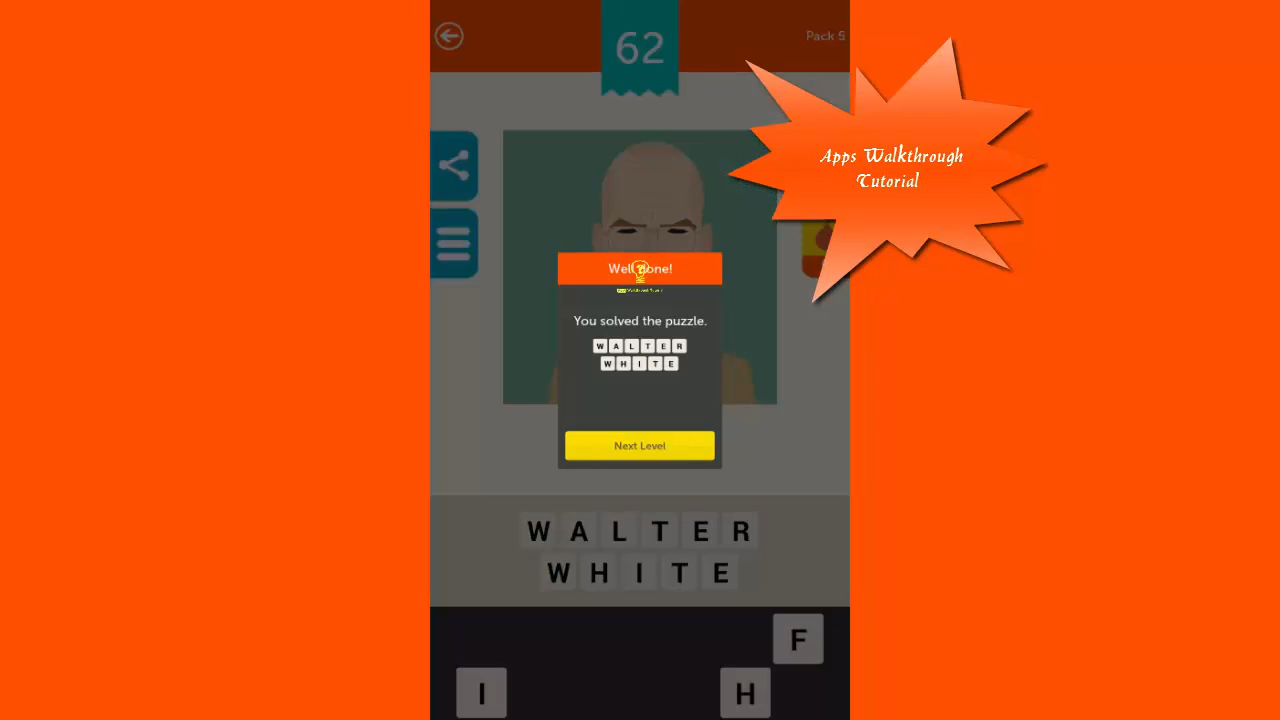 62
Pack 5
Apps Walkthrough
Tutorial
Well done!
You solved the puzzle.
WALTER
WHITE
Next Level
WALTER
WHITE
F
I
H